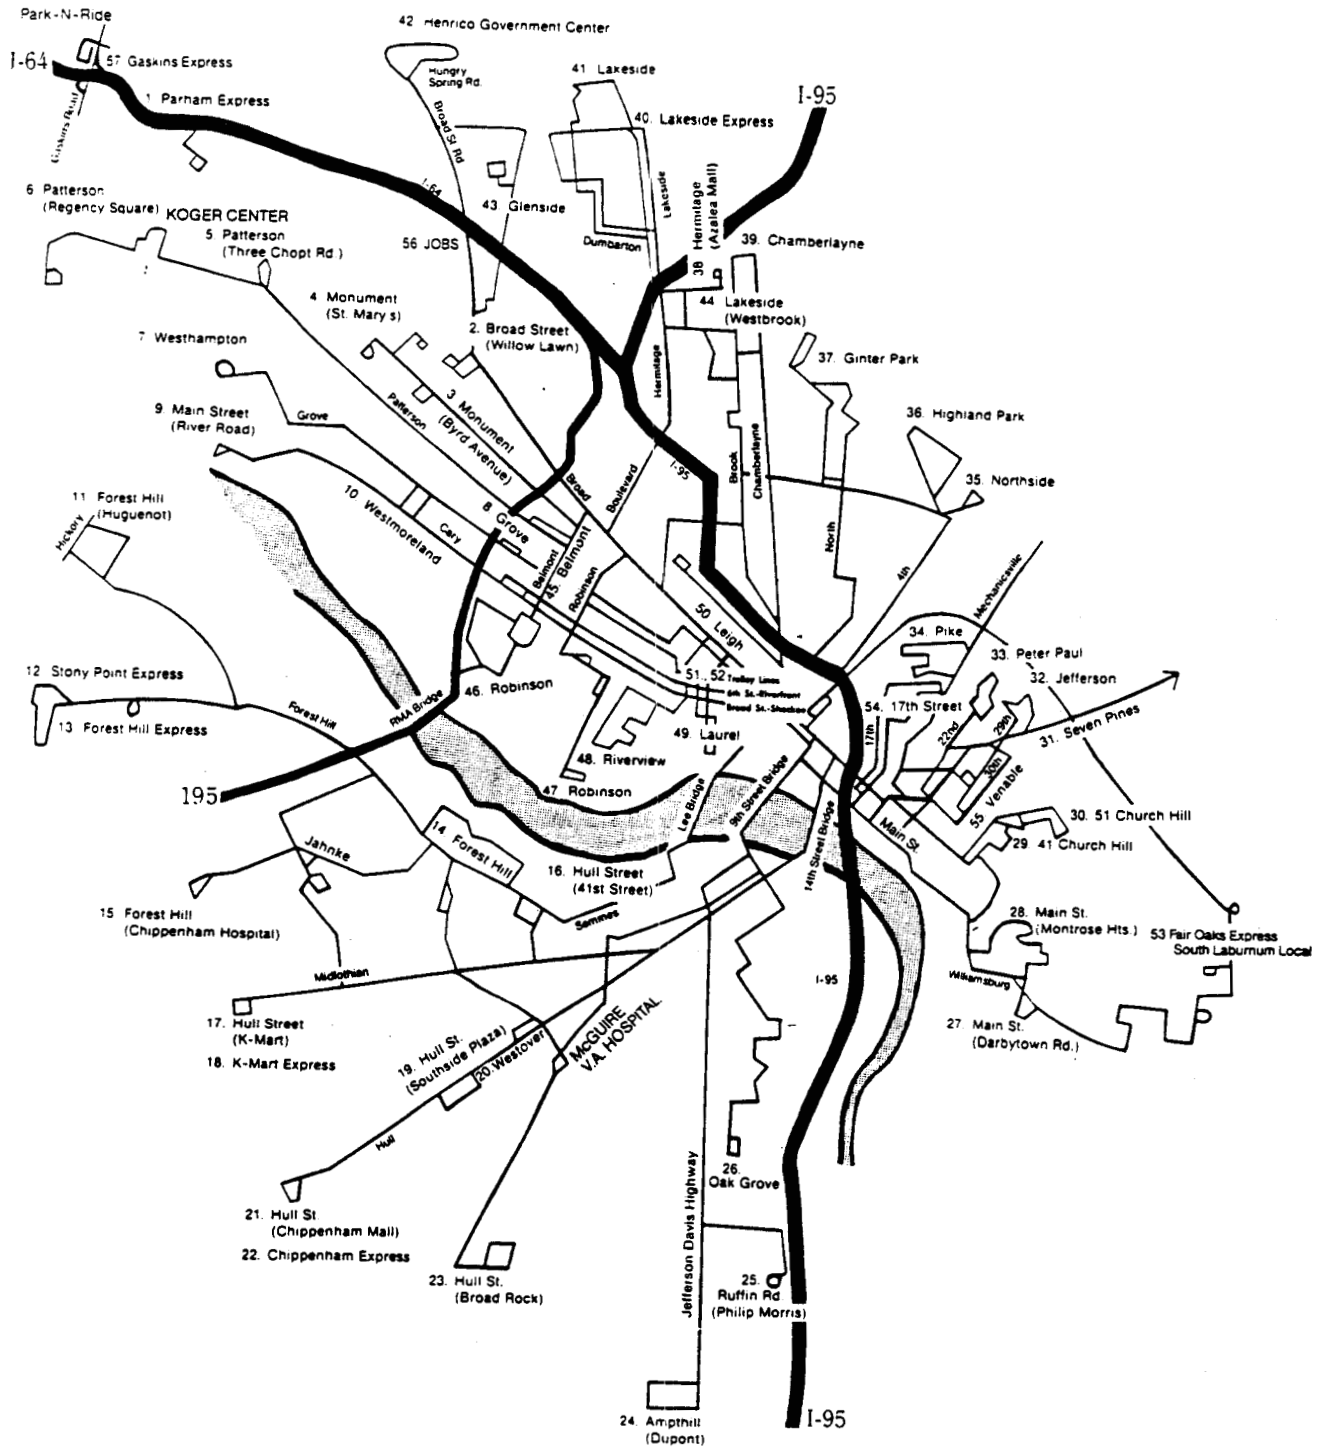 Park-N-Ride
I-64
57 Gaskins Express
1 Parham Express
Gaskins Road
42 Henrico Government Center
Hungry
Spring Rd.
Broad St Rd
41 Lakeside
40. Lakeside Express
I-95
I-64
43. Glenside
Lakeside
38 Hermitage
(Azalea Mall)
Dumbarton
39. Chamberlayne
6 Patterson
(Regency Square)
KOGER CENTER
5. Patterson
(Three Chopt Rd.)
56 JOBS
4 Monument
(St. Mary s)
2. Broad Street
(Willow Lawn)
44 Lakeside
(Westbrook)
7 Westhampton
37. Ginter Park
9. Main Street
(River Road)
Grove
Patterson
3 Monument
(Byrd Avenue)
Hermitage
36. Highland Park
I-95
Brook
Chamberlayne
35. Northside
11 Forest Hill
(Huguenot)
Hickory
10 Westmoreland
Cary
8 Grove
Broad
Boulevard
Belmont
45. Belmont
Robinson
North
4th
Mechanicsville
50 Leigh
34. Pike
33. Peter Paul
32. Jefferson
12 Stony Point Express
13 Forest Hill Express
Forest Hill
RMA Bridge
46. Robinson
51., 52 Trolley Lines
6th St.-Riverfront
Broad St.-Shockoe
54. 17th Street
17th
22nd
29th
31. Seven Pines
49. Laurel
48. Riverview
47 Robinson
195
Lee Bridge
9th Street Bridge
14th Street Bridge
30th
55 Venable
Main St.
30. 51 Church Hill
29. 41 Church Hill
14 Forest Hill
Jahnke
16. Hull Street
(41st Street)
Semmes
15 Forest Hill
(Chippenham Hospital)
28. Main St.
(Montrose Hts.)
53 Fair Oaks Express
South Laburnum Local
Midlothian
Williamsburg
I-95
17. Hull Street
(K-Mart)
18. K-Mart Express
19. Hull St.
(Southside Plaza)
20. Westover
McGUIRE
V.A. HOSPITAL
27. Main St.
(Darbytown Rd.)
Hull
26.
Oak Grove
Jefferson Davis Highway
21. Hull St.
(Chippenham Mall)
22. Chippenham Express
23. Hull St.
(Broad Rock)
25.
Ruffin Rd
(Philip Morris)
24. Ampthill
(Dupont)
I-95